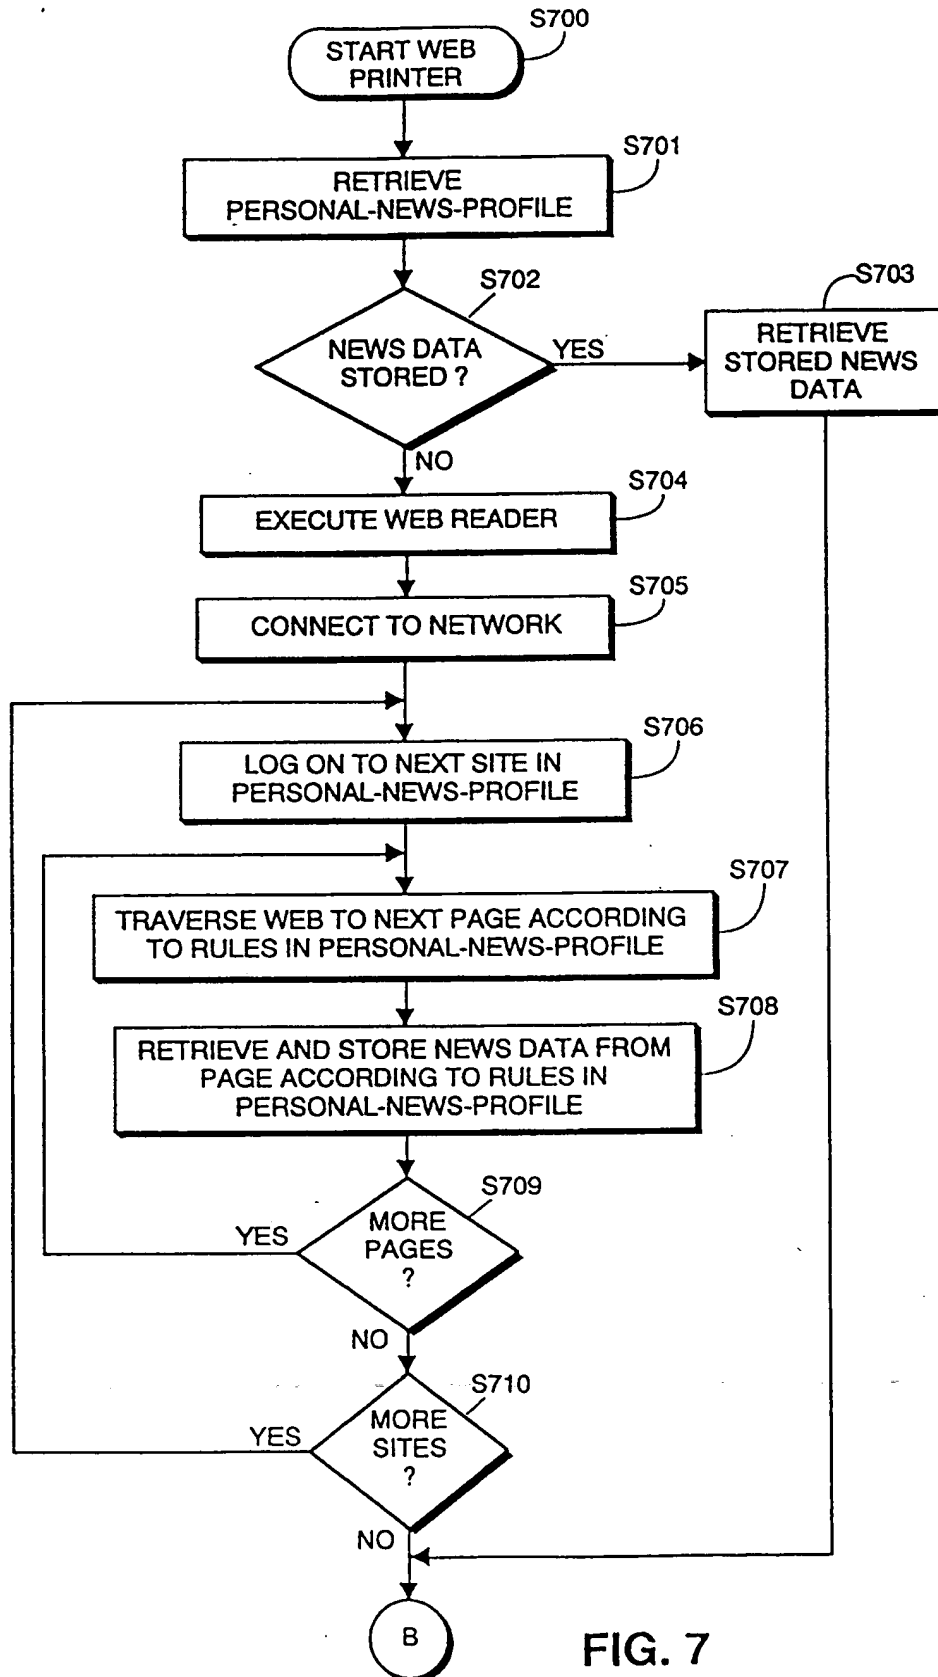 S700
START WEB
PRINTER
S701
RETRIEVE
PERSONAL-NEWS-PROFILE
S702
NEWS DATA
STORED ?
YES
S703
RETRIEVE
STORED NEWS
DATA
NO
S704
EXECUTE WEB READER
S705
CONNECT TO NETWORK
S706
LOG ON TO NEXT SITE IN
PERSONAL-NEWS-PROFILE
S707
TRAVERSE WEB TO NEXT PAGE ACCORDING
TO RULES IN PERSONAL-NEWS-PROFILE
S708
RETRIEVE AND STORE NEWS DATA FROM
PAGE ACCORDING TO RULES IN
PERSONAL-NEWS-PROFILE
S709
MORE
PAGES
?
YES
NO
S710
MORE
SITES
?
YES
NO
B
FIG. 7